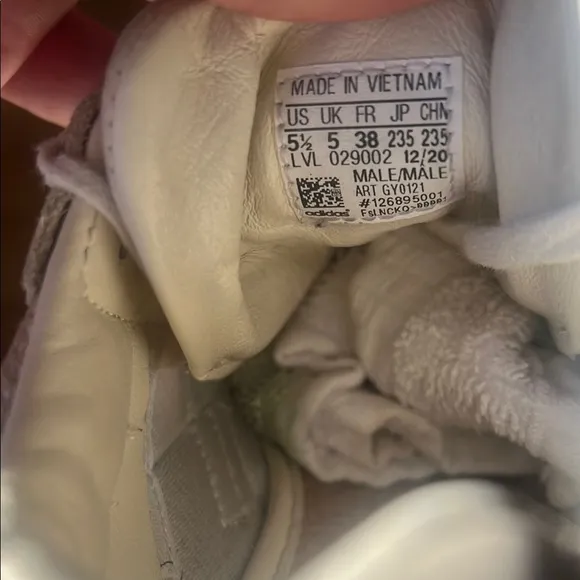 MADE IN VIETNAM
US UK FR JP CHN
5½ 5 38 235 235
LVL 029002 12/20
MALE/MÂLE
ART GY0121
#126895001
adidas